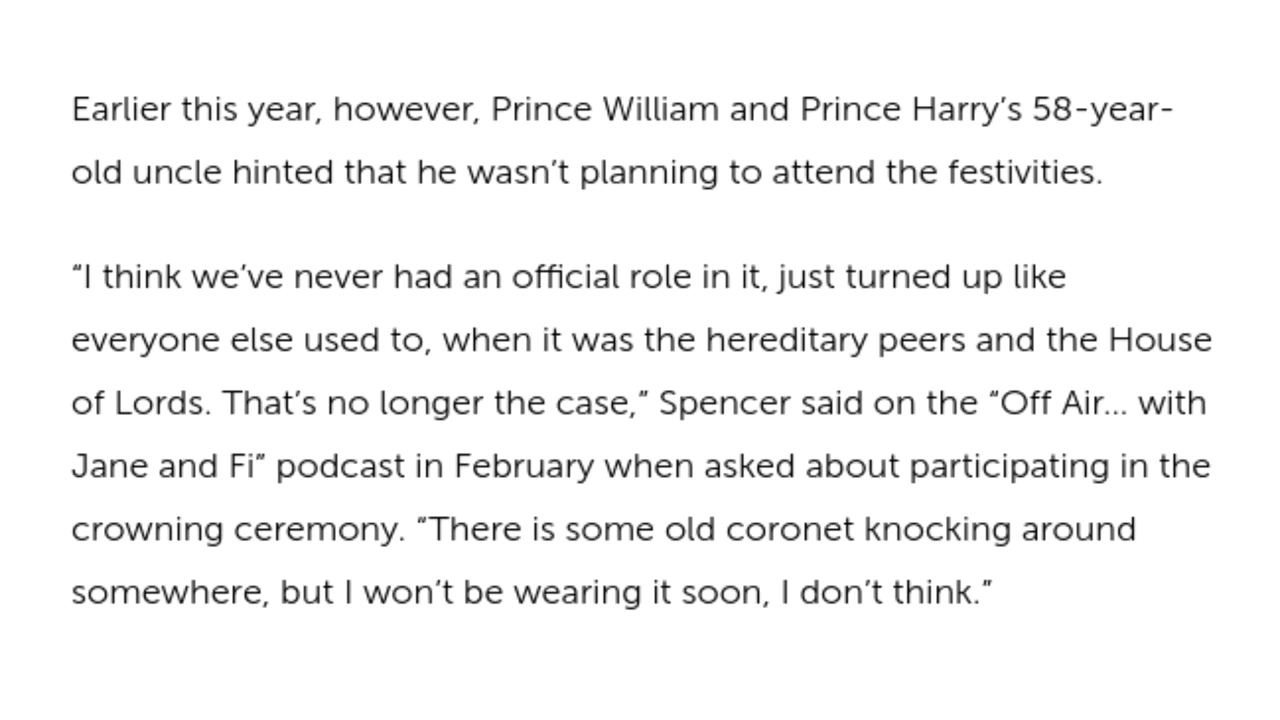 Earlier this year, however, Prince William and Prince Harry’s 58-year-
old uncle hinted that he wasn’t planning to attend the festivities.
“I think we’ve never had an official role in it, just turned up like
everyone else used to, when it was the hereditary peers and the House
of Lords. That’s no longer the case,” Spencer said on the “Off Air… with
Jane and Fi” podcast in February when asked about participating in the
crowning ceremony. “There is some old coronet knocking around
somewhere, but I won’t be wearing it soon, I don’t think.”